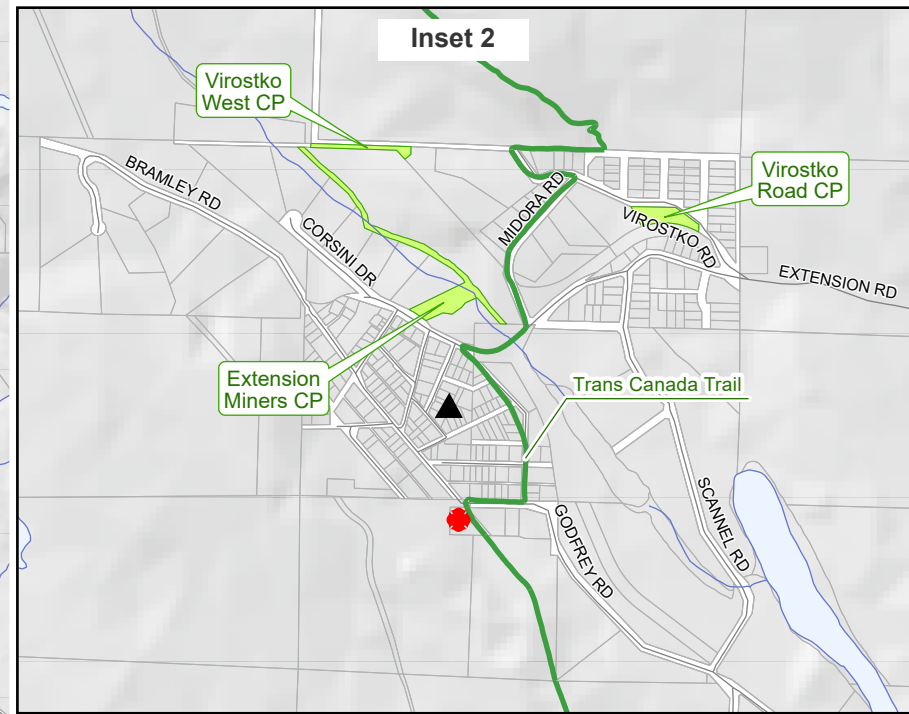 Inset 2
Virostko
West CP
BRAMLEY RD
CORSINI DR
MIDORA RD
Virostko
Road CP
VIROSTKO RD
EXTENSION RD
Extension
Miners CP
Trans Canada Trail
SCANNEL RD
GODFREY RD